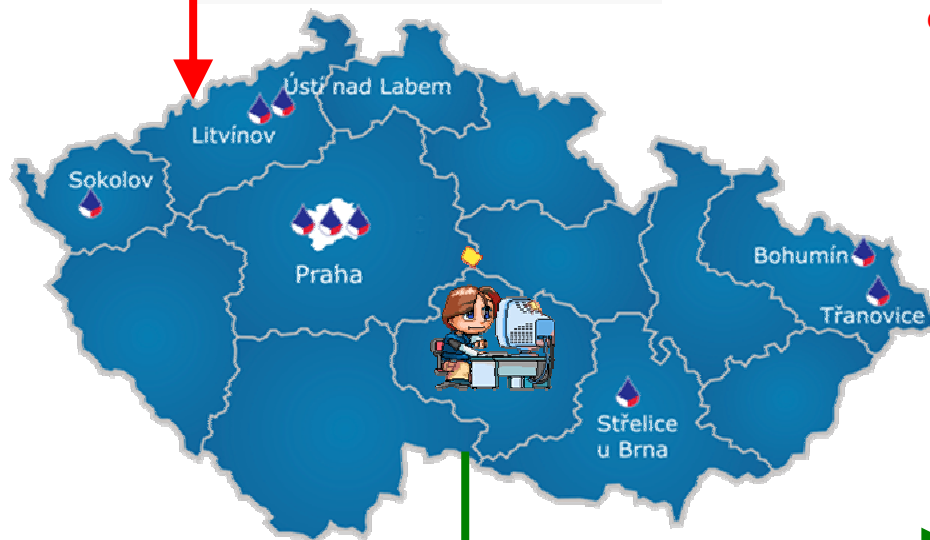 Ústí nad Labem
Litvínov
Sokolov
Praha
Bohumín
Třanovice
Střelice
u Brna